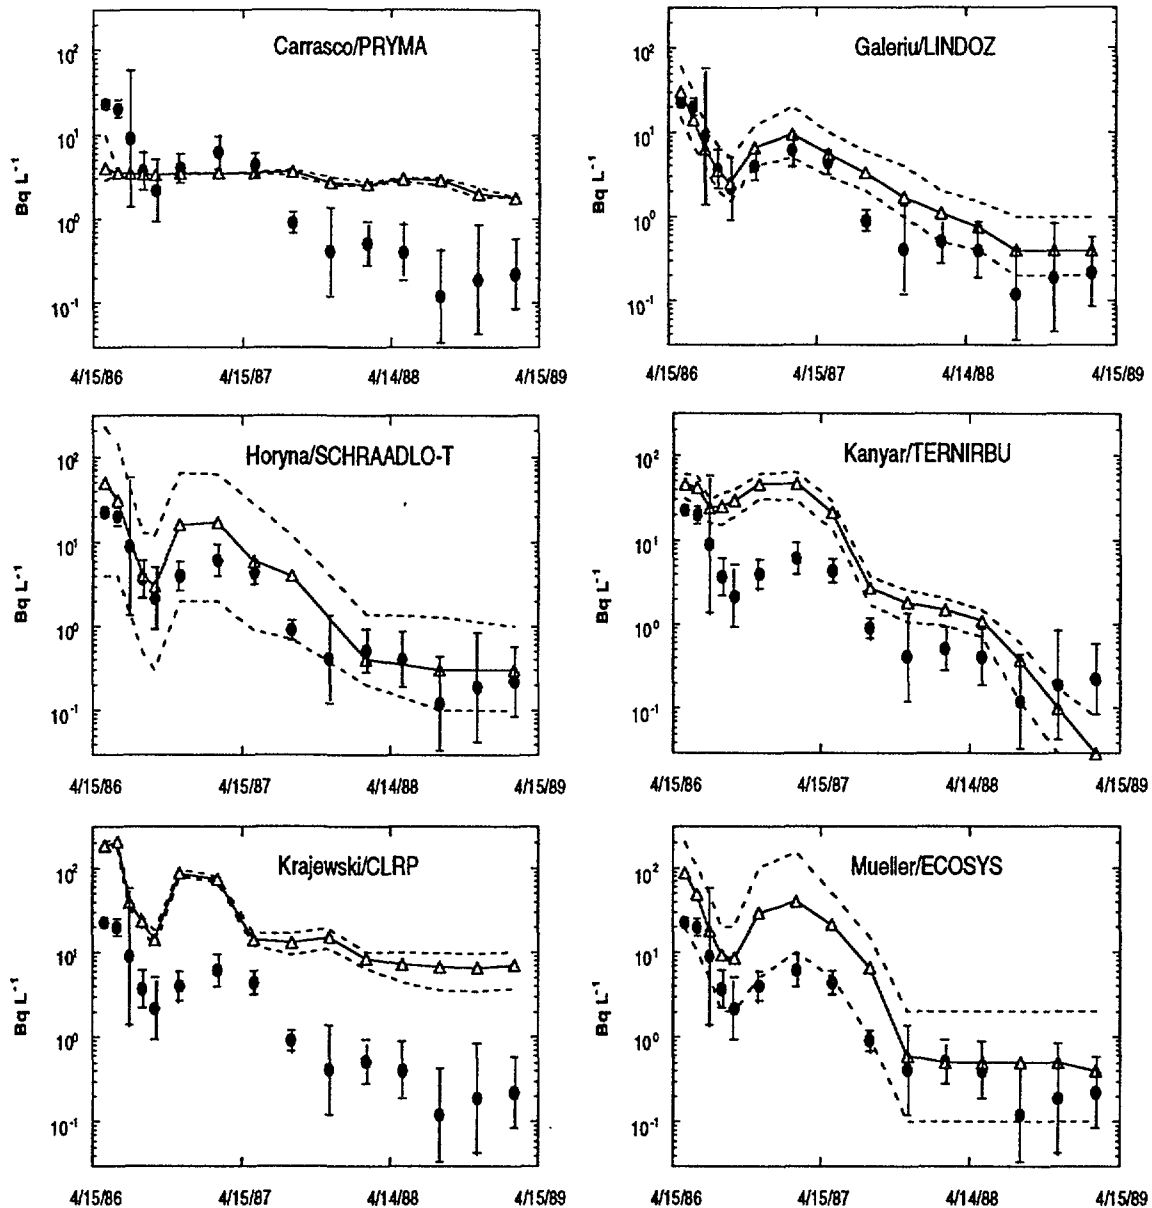 Carrasco/PRYMA
10²
10¹
10⁰
10⁻¹
Bq L⁻¹
4/15/86 4/15/87 4/14/88 4/15/89
Galeriu/LINDOZ
10²
10¹
10⁰
10⁻¹
Bq L⁻¹
4/15/86 4/15/87 4/14/88 4/15/89
Horyna/SCHRAADLO-T
10²
10¹
10⁰
10⁻¹
Bq L⁻¹
4/15/86 4/15/87 4/14/88 4/15/89
Kanyar/TERNIRBU
10²
10¹
10⁰
10⁻¹
Bq L⁻¹
4/15/86 4/15/87 4/14/88 4/15/89
Krajewski/CLRP
10²
10¹
10⁰
10⁻¹
Bq L⁻¹
4/15/86 4/15/87 4/14/88 4/15/89
Mueller/ECOSYS
10²
10¹
10⁰
10⁻¹
Bq L⁻¹
4/15/86 4/15/87 4/14/88 4/15/89